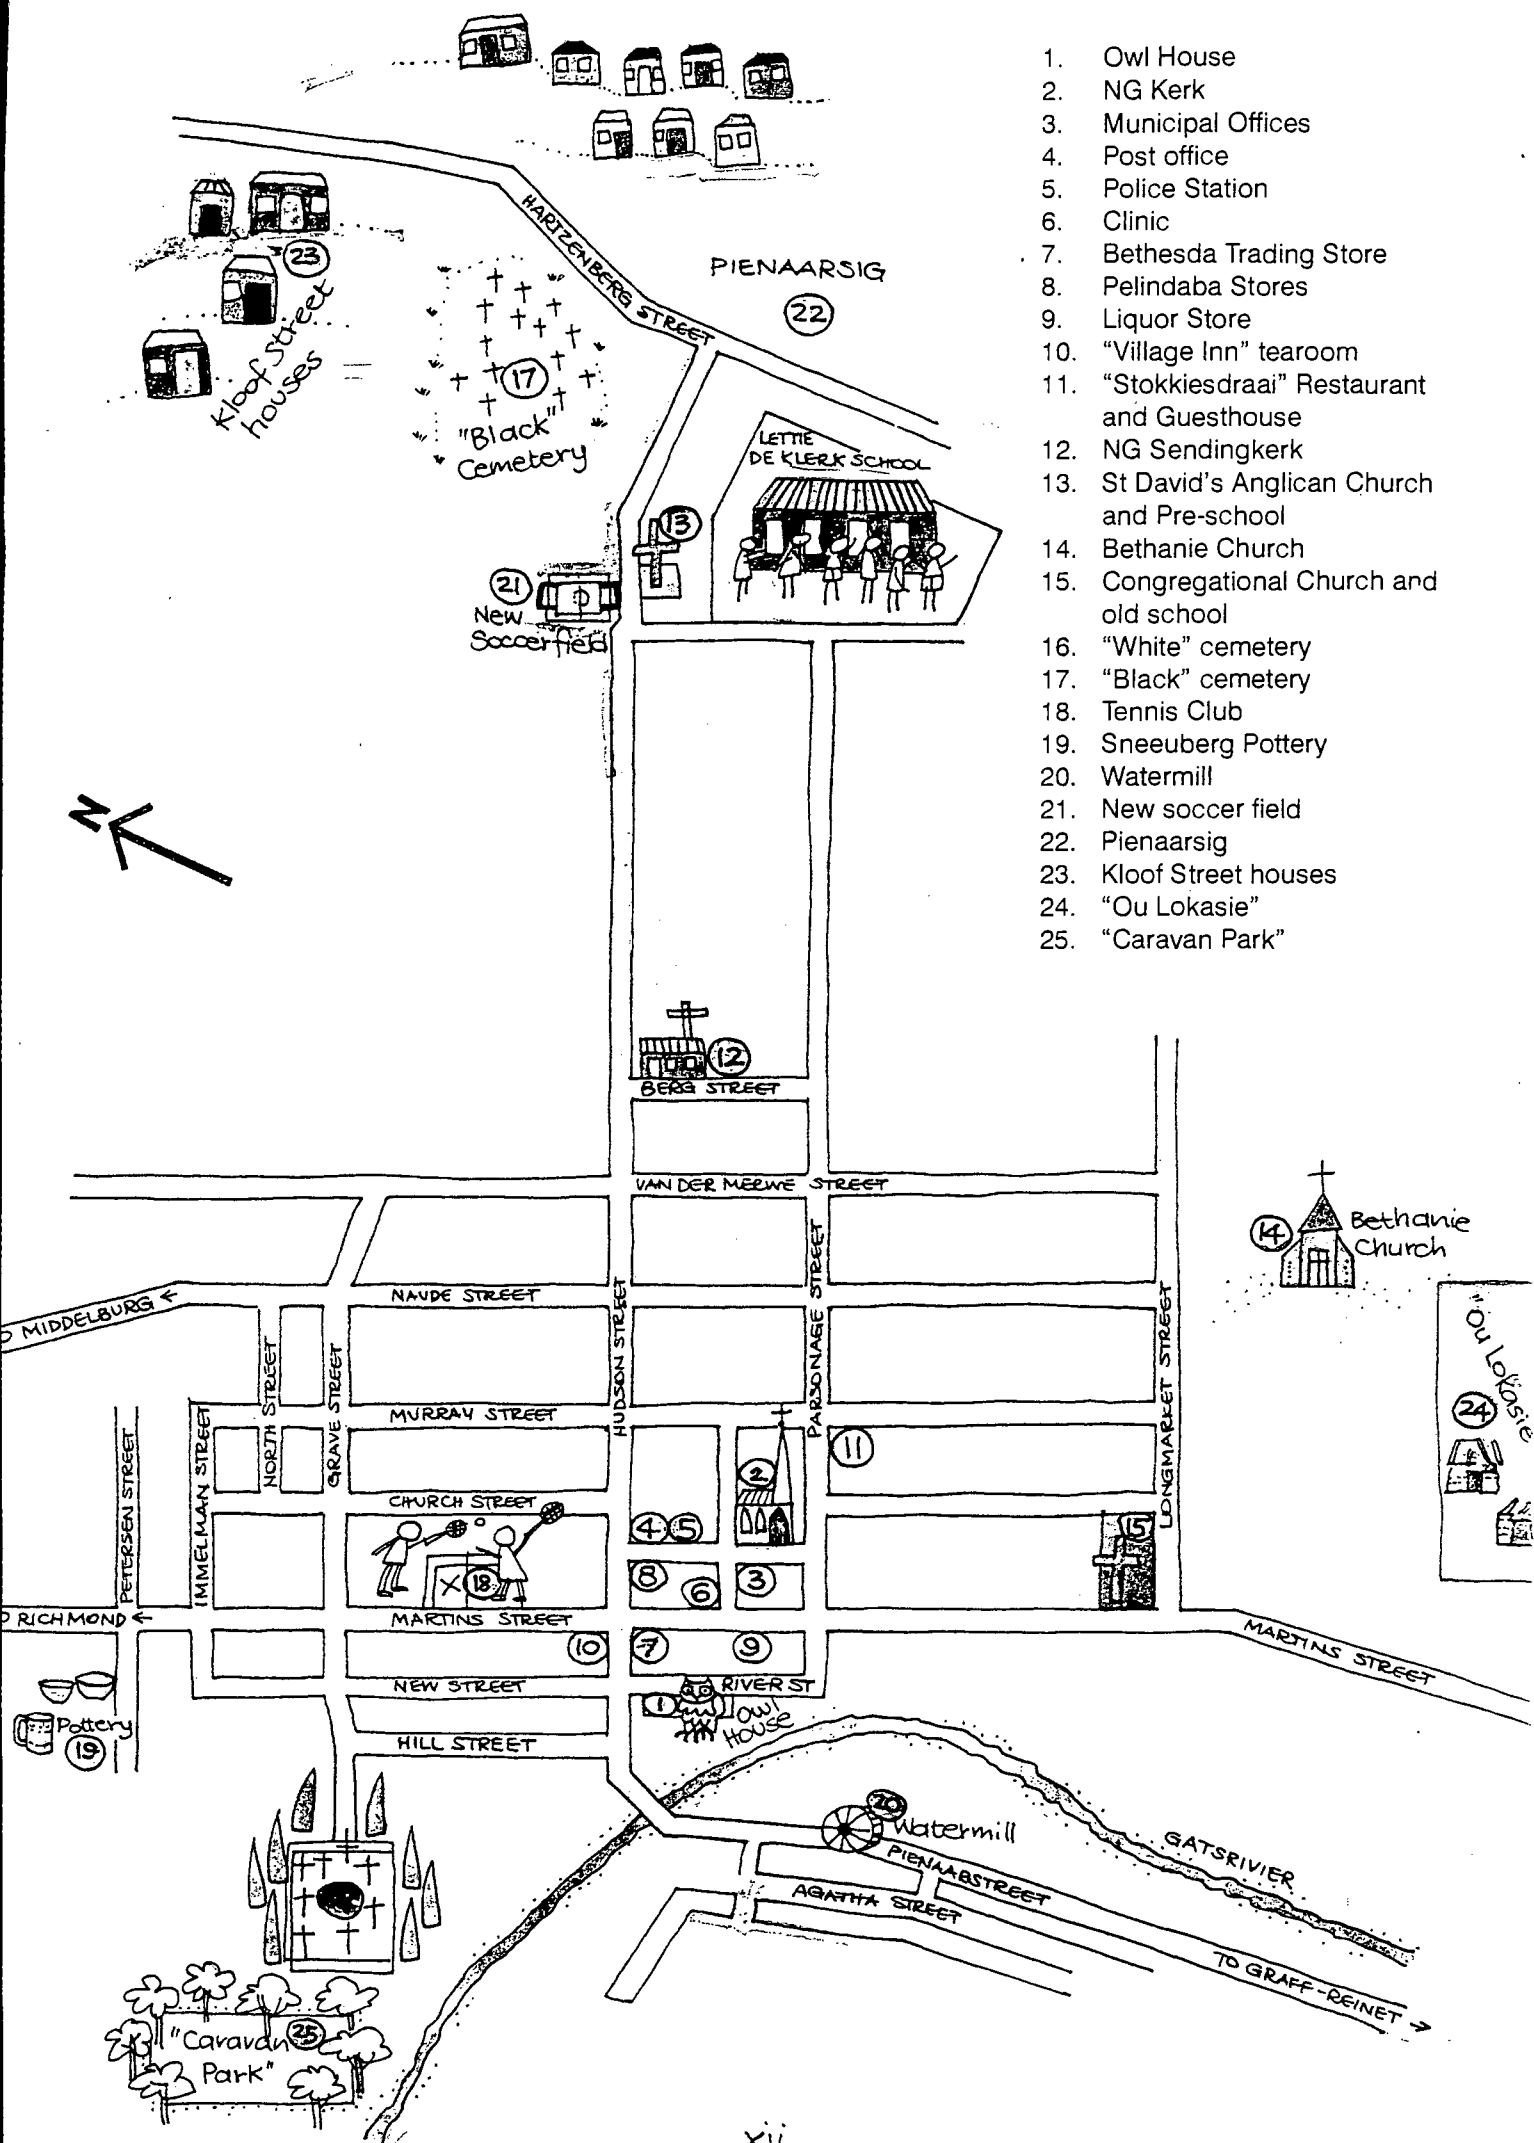 1. Owl House
2. NG Kerk
3. Municipal Offices
4. Post office
5. Police Station
6. Clinic
7. Bethesda Trading Store
8. Pelindaba Stores
9. Liquor Store
10. “Village Inn” tearoom
11. “Stokkiesdraai” Restaurant
and Guesthouse
12. NG Sendingkerk
13. St David’s Anglican Church
and Pre-school
14. Bethanie Church
15. Congregational Church and
old school
16. “White” cemetery
17. “Black” cemetery
18. Tennis Club
19. Sneeuberg Pottery
20. Watermill
21. New soccer field
22. Pienaarsig
23. Kloof Street houses
24. “Ou Lokasie”
25. “Caravan Park”
HARTZENBERG STREET
PIENAARSIG
22
23
Kloof Street
houses
17
"Black"
Cemetery
LETTIE
DE KLERK SCHOOL
13
21
New
Soccerfield
N
12
BERG STREET
VAN DER MERWE STREET
14
Bethanie
Church
"Ou Lokasie
24
O MIDDELBURG ←
NAUDE STREET
HUDSON STREET
PARSONAGE STREET
LONGMARKET STREET
NORTH STREET
GRAVE STREET
MURRAY STREET
PETERSEN STREET
IMMELMAN STREET
11
2
CHURCH STREET
4
5
15
18
8
6
3
O RICHMOND ←
MARTINS STREET
MARTINS STREET
10
7
9
NEW STREET
RIVER ST
1
Owl
House
Pottery
19
HILL STREET
20
Watermill
GATSRIVIER
PIENAABSTREET
AGATHA STREET
TO GRAFF-REINET →
"Caravan
Park"
25
xii